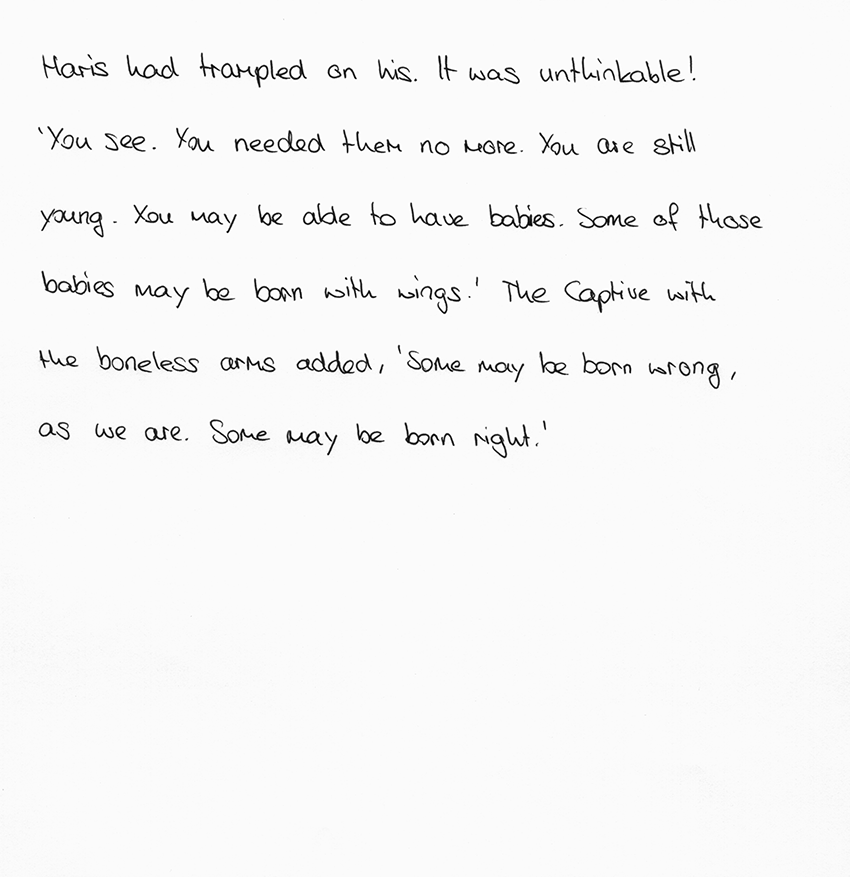 Haris had trampled on his. It was unthinkable!
'You see. You needed them no more. You are still
young. You may be able to have babies. Some of those
babies may be born with wings.' The Captive with
the boneless arms added, 'Some may be born wrong,
as we are. Some may be born right.'